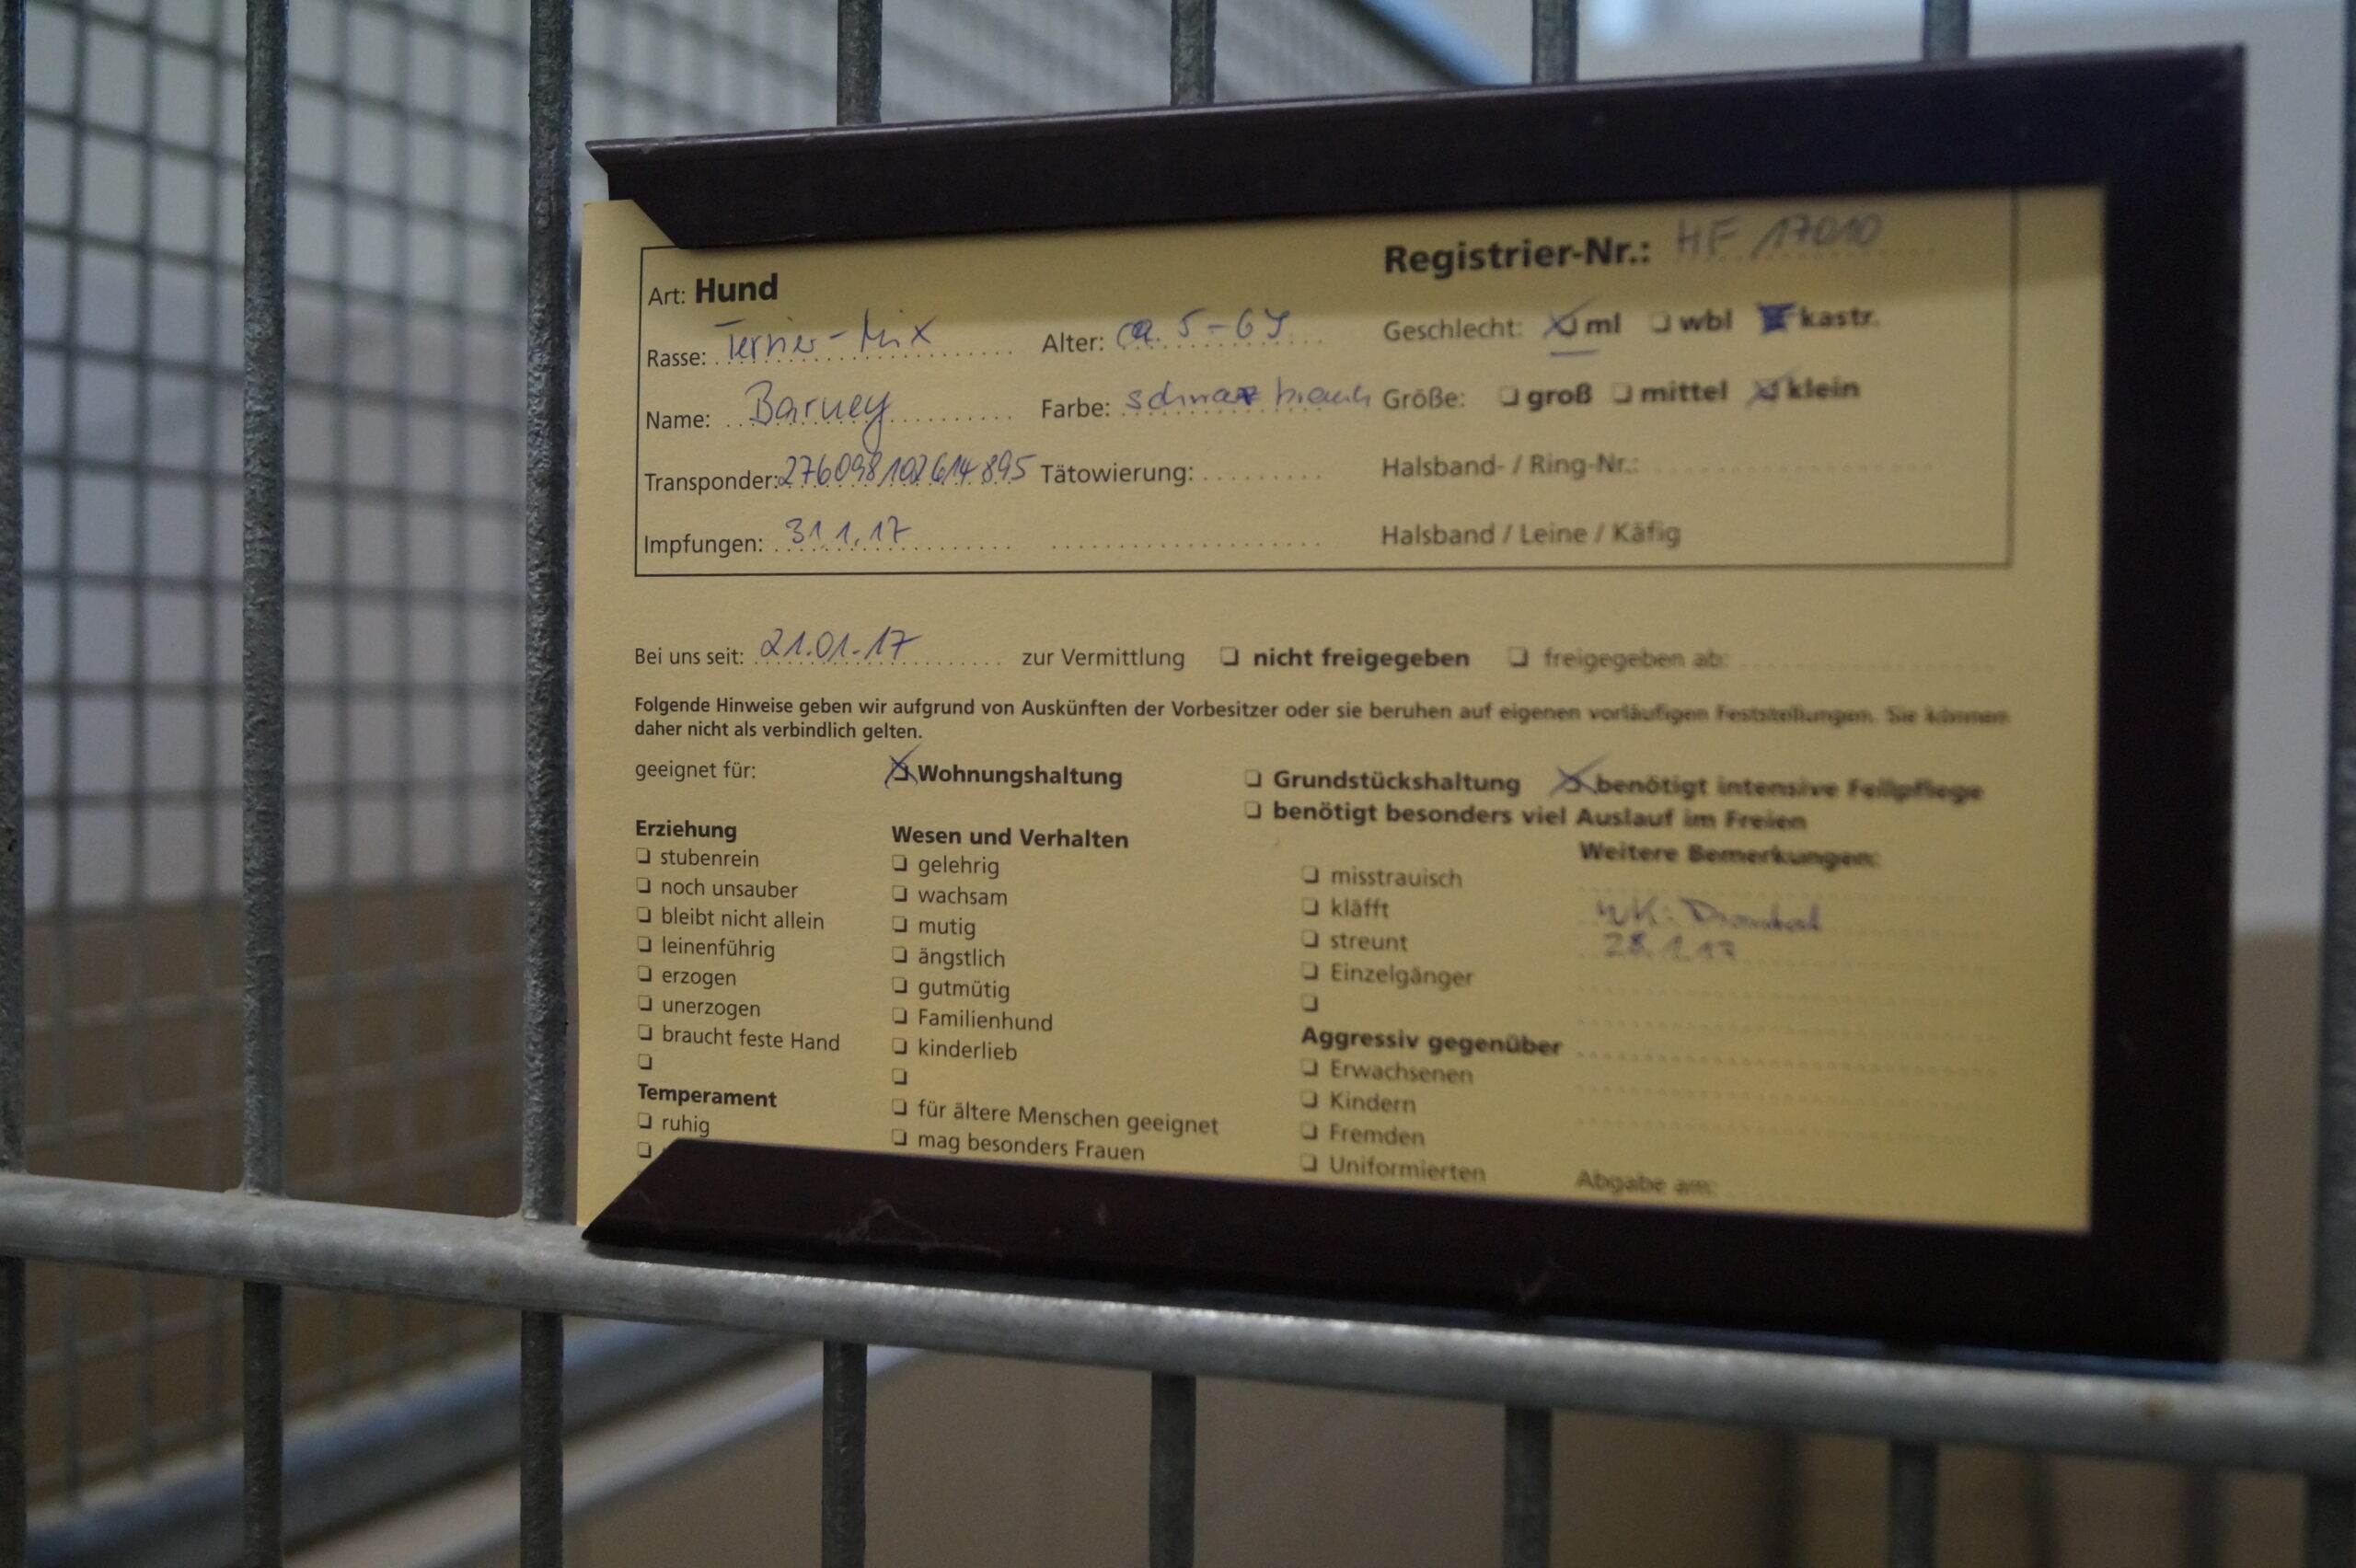 Art: Hund
Registrier-Nr.: HF 17010
Rasse: Terrier-Mix Alter: ca. 5-6 J. Geschlecht: ☒ ml ☐ wbl kastr.
Name: Barney Farbe: schwarz braun Größe: ☐ groß ☐ mittel ☒ klein
Transponder: 276098102614895 Tätowierung: Halsband- / Ring-Nr.:
Impfungen: 31.1.17 Halsband / Leine / Käfig
Bei uns seit: 21.01.17 zur Vermittlung ☐ nicht freigegeben ☐ freigegeben ab:
Folgende Hinweise geben wir aufgrund von Auskünften der Vorbesitzer oder sie beruhen auf eigenen vorläufigen Feststellungen. Sie können
daher nicht als verbindlich gelten.
geeignet für: ☒ Wohnungshaltung ☐ Grundstückshaltung ☒ benötigt intensive Fellpflege
☐ benötigt besonders viel Auslauf im Freien
Erziehung
☐ stubenrein
☐ noch unsauber
☐ bleibt nicht allein
☐ leinenführig
☐ erzogen
☐ unerzogen
☐ braucht feste Hand
☐
Temperament
☐ ruhig
☐
Wesen und Verhalten
☐ gelehrig
☐ wachsam
☐ mutig
☐ ängstlich
☐ gutmütig
☐ Familienhund
☐ kinderlieb
☐
☐ für ältere Menschen geeignet
☐ mag besonders Frauen
☐ misstrauisch
☐ kläfft
☐ streunt
☐ Einzelgänger
☐
Aggressiv gegenüber
☐ Erwachsenen
☐ Kindern
☐ Fremden
☐ Uniformierten
Weitere Bemerkungen:
28.1.17
Abgabe am: